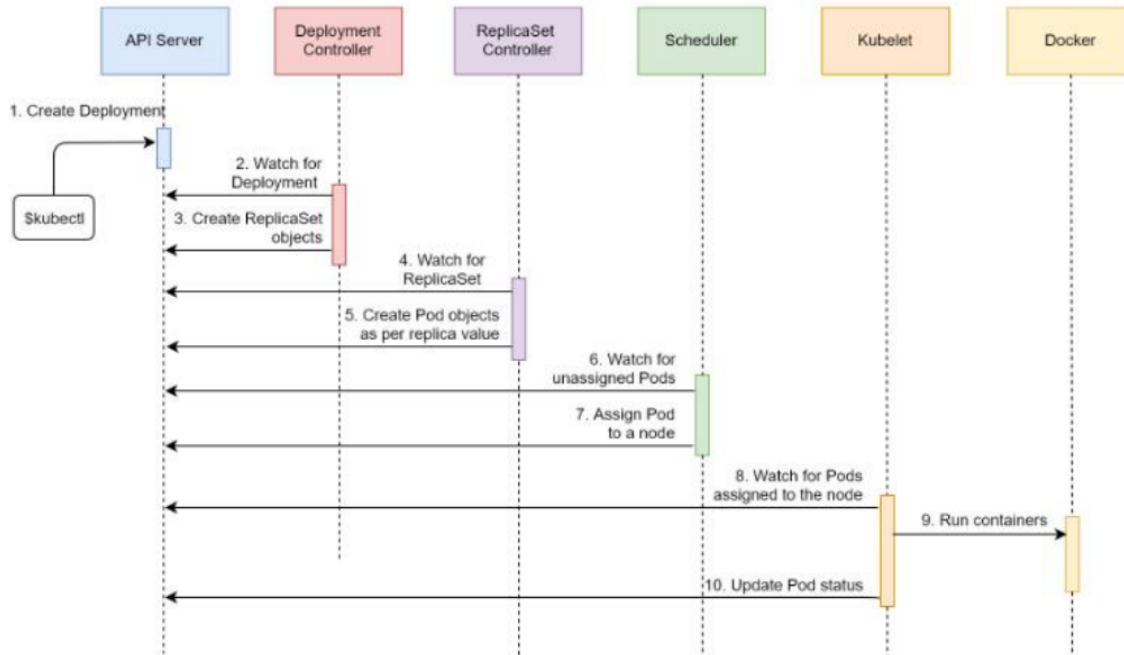 API Server
Deployment
Controller
ReplicaSet
Controller
Scheduler
Kubelet
Docker
1. Create Deployment
$kubectl
2. Watch for
Deployment
3. Create ReplicaSet
objects
4. Watch for
ReplicaSet
5. Create Pod objects
as per replica value
6. Watch for
unassigned Pods
7. Assign Pod
to a node
8. Watch for Pods
assigned to the node
9. Run containers
10. Update Pod status